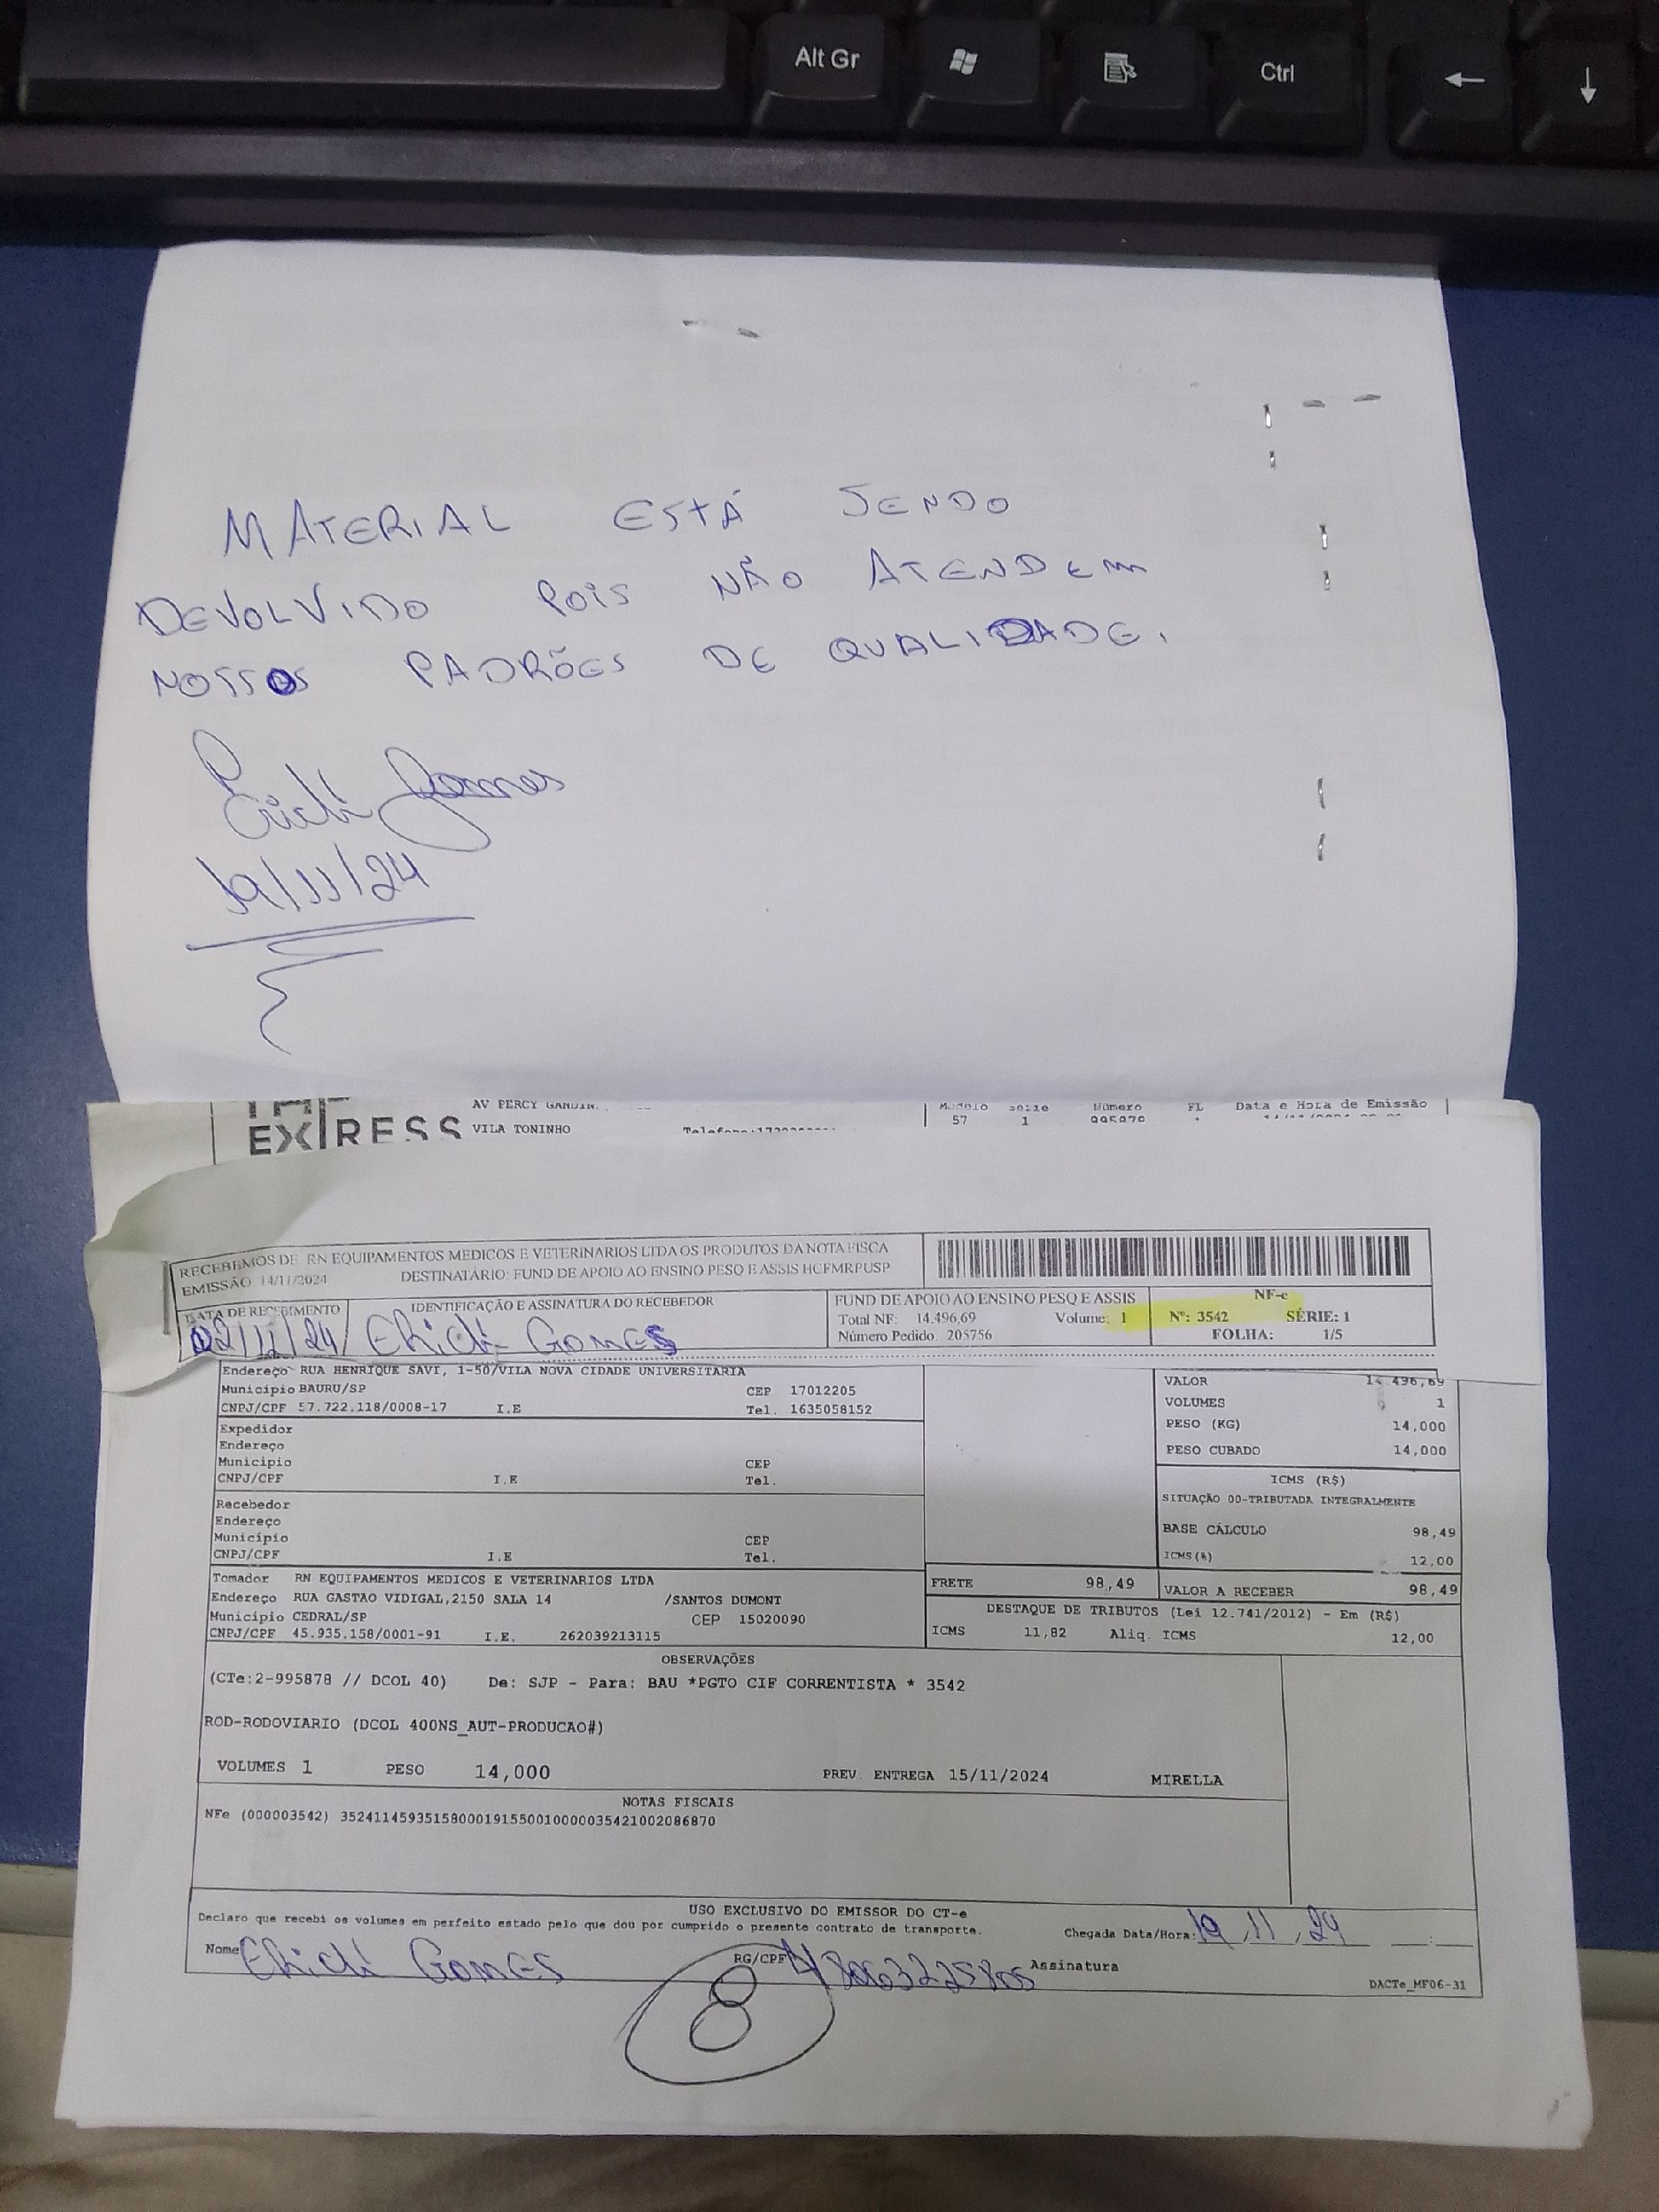 Alt Gr
Ctrl
MATERIAL ESTÁ SENDO
DEVOLVIDO POIS NÃO ATENDEM
NOSSOS PADRÕES DE QUALIDADE.
Erick Gomes
19/11/24
EXPRESS
AV PERCY GANDINI
VILA TONINHO
Modelo Serie Número FL Data e Hora de Emissão
57 1
RECEBEMOS DE RN EQUIPAMENTOS MEDICOS E VETERINARIOS LTDA OS PRODUTOS DA NOTA FISCA
EMISSÃO 14/11/2024 DESTINATÁRIO: FUND DE APOIO AO ENSINO PESQ E ASSIS HCFMRPUSP
DATA DE RECEBIMENTO IDENTIFICAÇÃO E ASSINATURA DO RECEBEDOR
FUND DE APOIO AO ENSINO PESQ E ASSIS
Total NF: 14.496,69 Volume: 1
Número Pedido: 205756
NF-e
Nº: 3542 SÉRIE: 1
FOLHA: 1/5
Endereço RUA HENRIQUE SAVI, 1-50/VILA NOVA CIDADE UNIVERSITARIA
Município BAURU/SP CEP 17012205
CNPJ/CPF 57.722.118/0008-17 I.E Tel. 1635058152
Expedidor
Endereço
Município CEP
CNPJ/CPF I.E Tel.
Recebedor
Endereço
Município CEP
CNPJ/CPF I.E Tel.
Tomador RN EQUIPAMENTOS MEDICOS E VETERINARIOS LTDA
Endereço RUA GASTAO VIDIGAL,2150 SALA 14 /SANTOS DUMONT
Município CEDRAL/SP CEP 15020090
CNPJ/CPF 45.935.158/0001-91 I.E. 262039213115
VALOR 14.496,69
VOLUMES 1
PESO (KG) 14,000
PESO CUBADO 14,000
ICMS (R$)
SITUAÇÃO 00-TRIBUTADA INTEGRALMENTE
BASE CÁLCULO 98,49
ICMS(%) 12,00
FRETE 98,49 VALOR A RECEBER 98,49
DESTAQUE DE TRIBUTOS (Lei 12.741/2012) - Em (R$)
ICMS 11,82 Aliq. ICMS 12,00
OBSERVAÇÕES
(CTe:2-995878 // DCOL 40) De: SJP - Para: BAU *PGTO CIF CORRENTISTA * 3542
ROD-RODOVIARIO (DCOL 400NS_AUT-PRODUCAO#)
VOLUMES 1 PESO 14,000 PREV. ENTREGA 15/11/2024 MIRELLA
NOTAS FISCAIS
NFe (000003542) 35241145935158000191550010000035421002086870
USO EXCLUSIVO DO EMISSOR DO CT-e
Declaro que recebi os volumes em perfeito estado pelo que dou por cumprido o presente contrato de transporte.
Chegada Data/Hora: 19/11/24
Nome RG/CPF Assinatura
DACTe_MF06-31
8